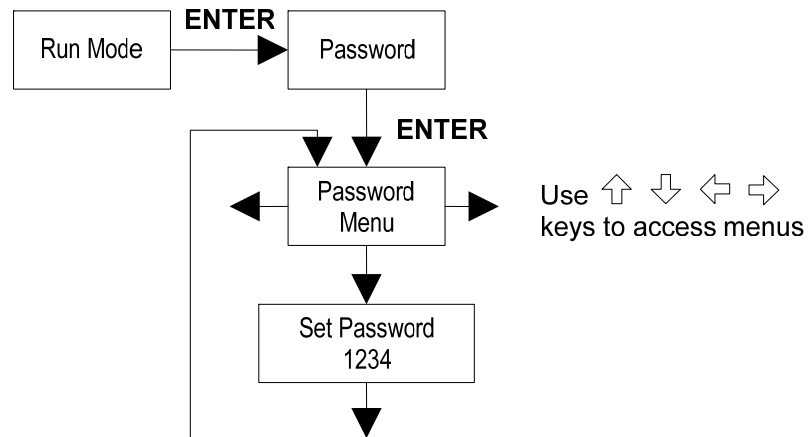 ENTER
Run Mode
Password
ENTER
Password
Menu
Use ⇧ ⇩ ⇦ ⇨
keys to access menus
Set Password
1234